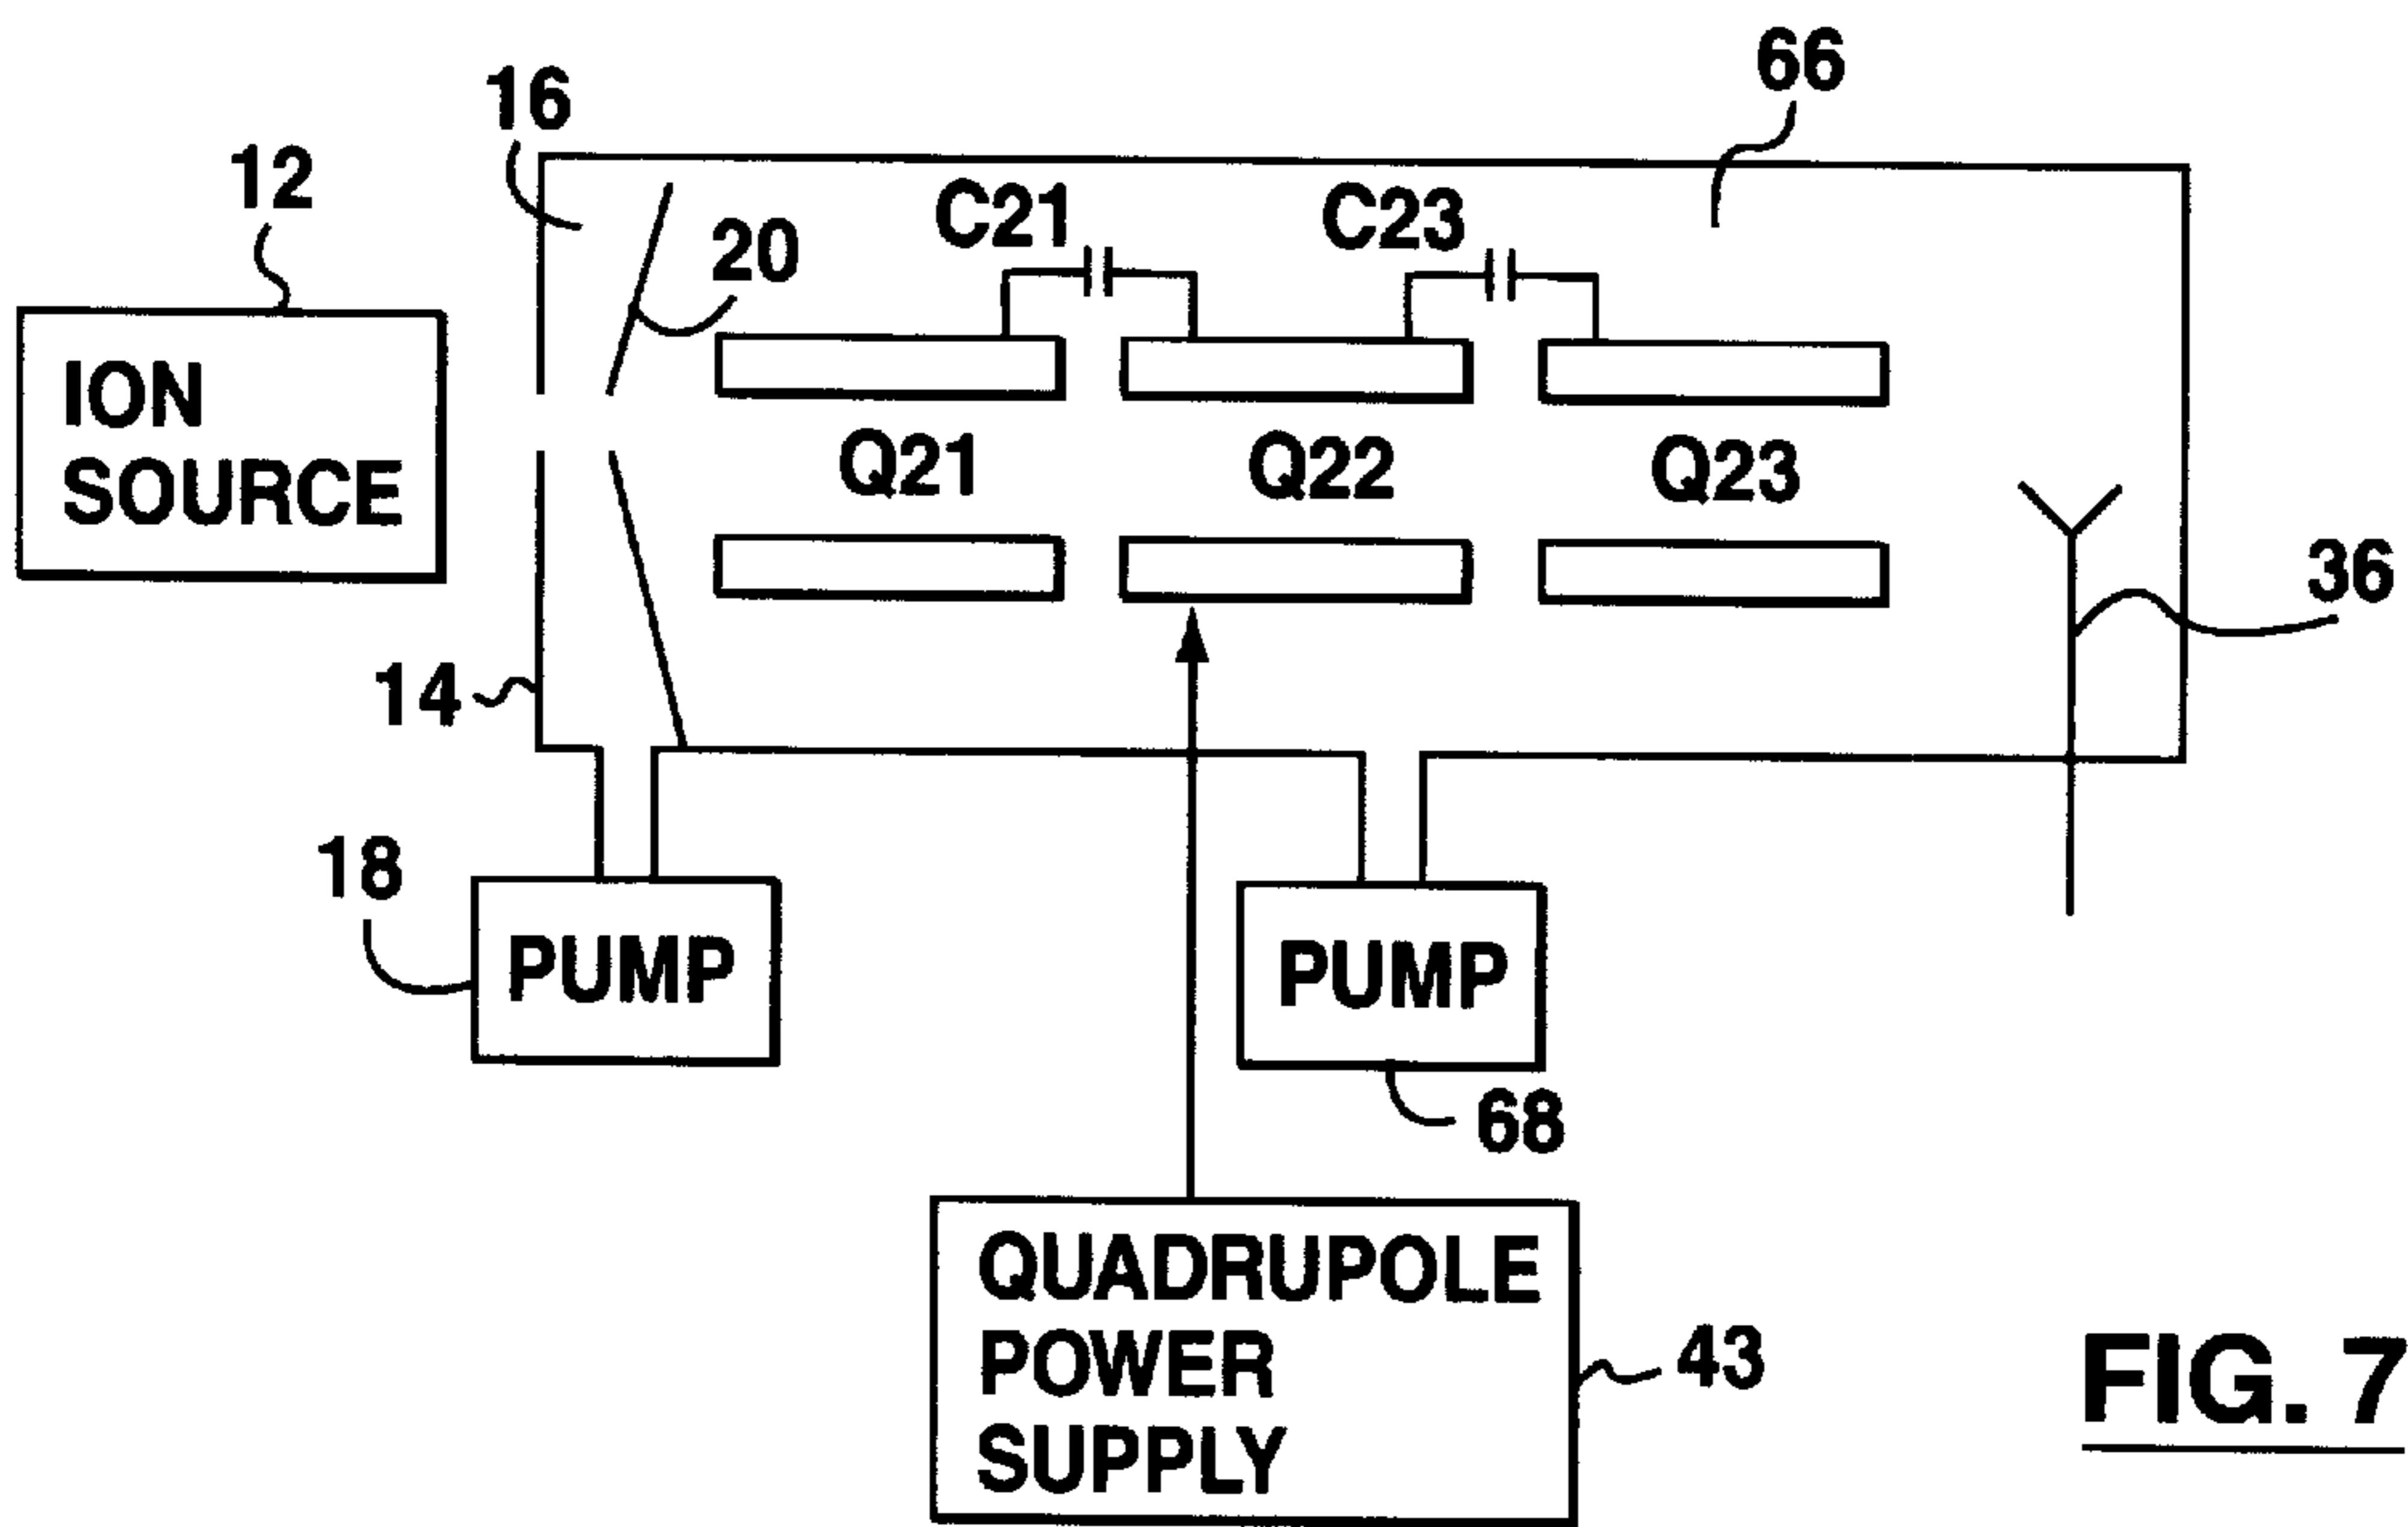 66
16
12
C21
C23
20
ION
SOURCE
Q21
Q22
Q23
36
14
18
PUMP
PUMP
68
QUADRUPOLE
POWER
SUPPLY
43
FIG. 7